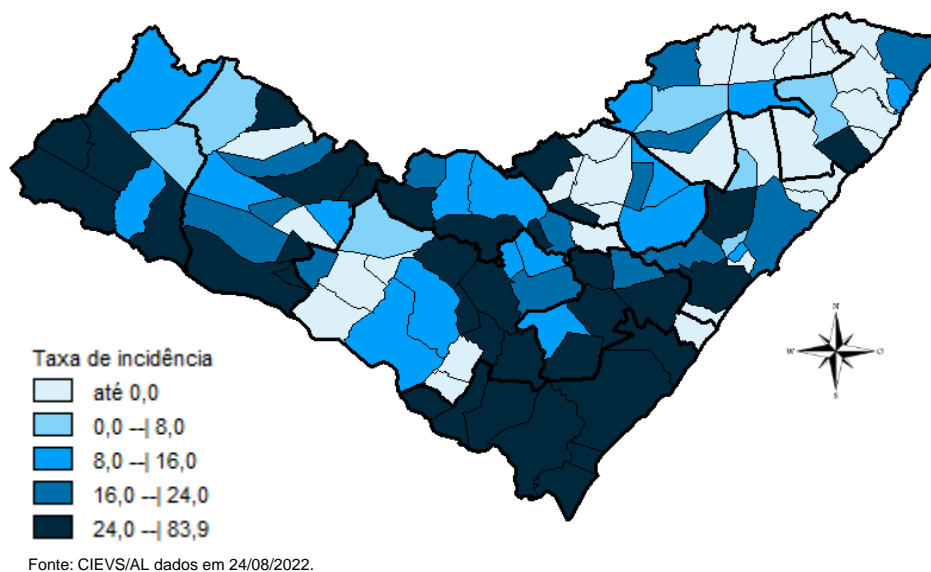 N
W
O
S
Taxa de incidência
até 0,0
0,0 --| 8,0
8,0 --| 16,0
16,0 --| 24,0
24,0 --| 83,9
Fonte: CIEVS/AL dados em 24/08/2022.